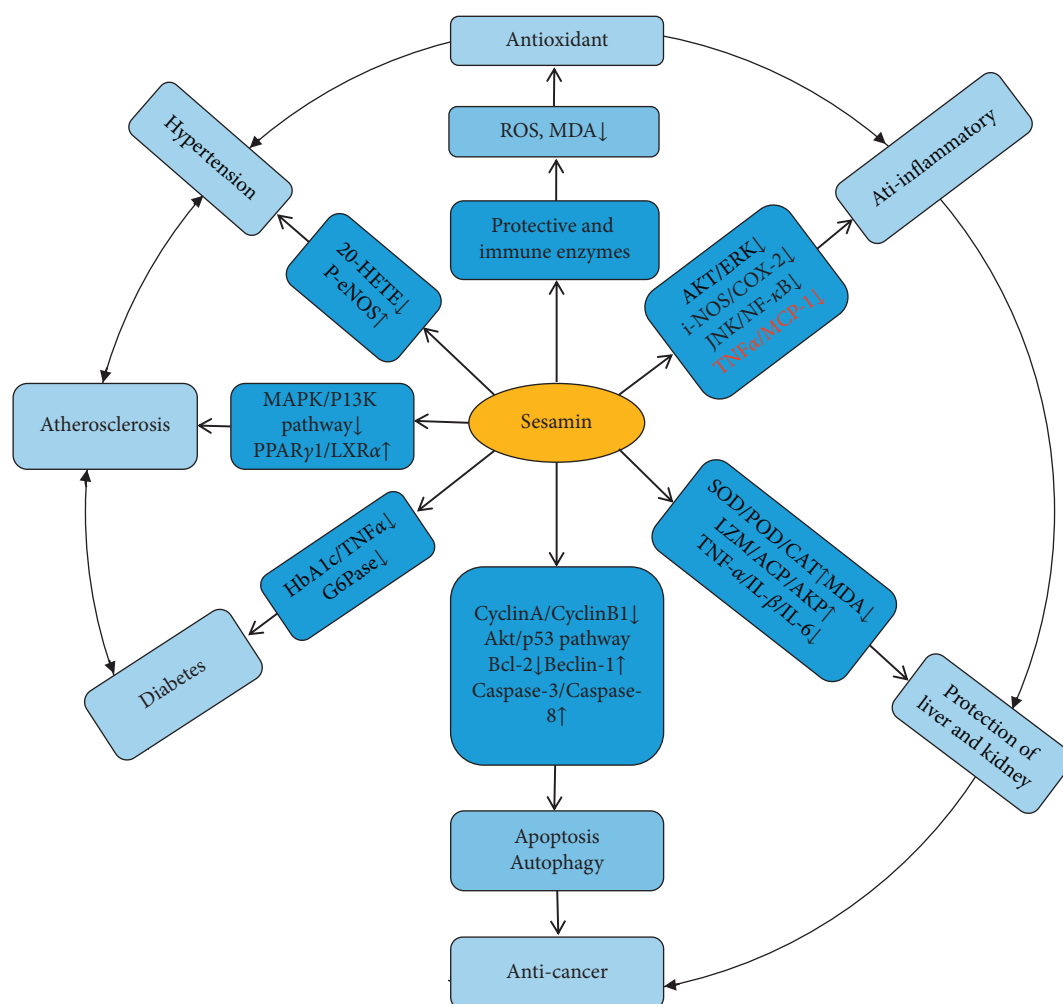 Antioxidant
ROS, MDA↓
Protective and
immune enzymes
Hypertension
20-HETE↓
P-eNOS↑
Ati-inflammatory
AKT/ERK↓
i-NOS/COX-2↓
JNK/NF-κB↓
TNFα/MCP-1↓
Atherosclerosis
MAPK/P13K
pathway↓
PPARγ1/LXRα↑
Sesamin
HbA1c/TNFα↓
G6Pase↓
Diabetes
SOD/POD/CAT↑MDA↓
LZM/ACP/AKP↑
TNF-α/IL-β/IL-6↓
Protection of
liver and kidney
CyclinA/CyclinB1↓
Akt/p53 pathway
Bcl-2↓Beclin-1↑
Caspase-3/Caspase-
8↑
Apoptosis
Autophagy
Anti-cancer